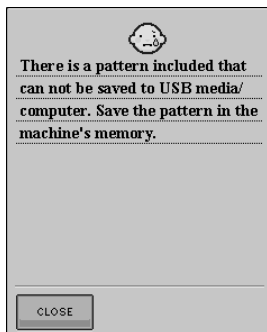 There is a pattern included that
can not be saved to USB media/
computer. Save the pattern in the
machine's memory.
CLOSE